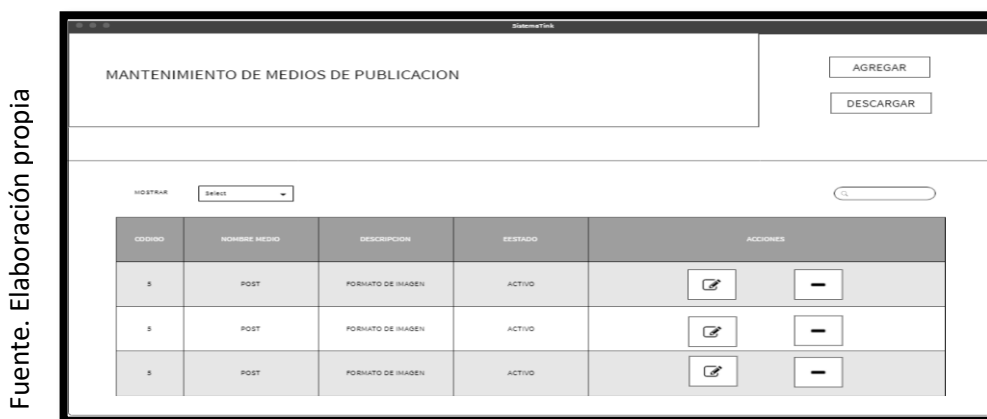 SistemaTink
MANTENIMIENTO DE MEDIOS DE PUBLICACION
AGREGAR
DESCARGAR
MOSTRAR Select
CODIGO NOMBRE MEDIO DESCRIPCION EESTADO ACCIONES
5 POST FORMATO DE IMAGEN ACTIVO
5 POST FORMATO DE IMAGEN ACTIVO
5 POST FORMATO DE IMAGEN ACTIVO
Fuente. Elaboración propia